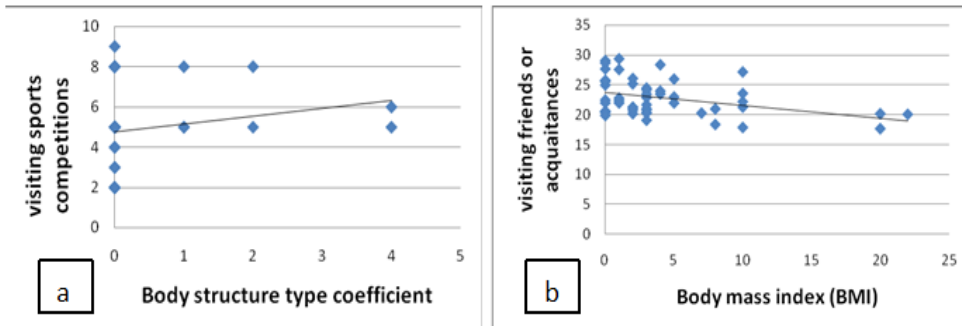 visiting sports
competitions
10
8
6
4
2
0
0 1 2 3 4 5
Body structure type coefficient
a
visiting friends or
acquaitances
35
30
25
20
15
10
5
0
0 5 10 15 20 25
Body mass index (BMI)
b